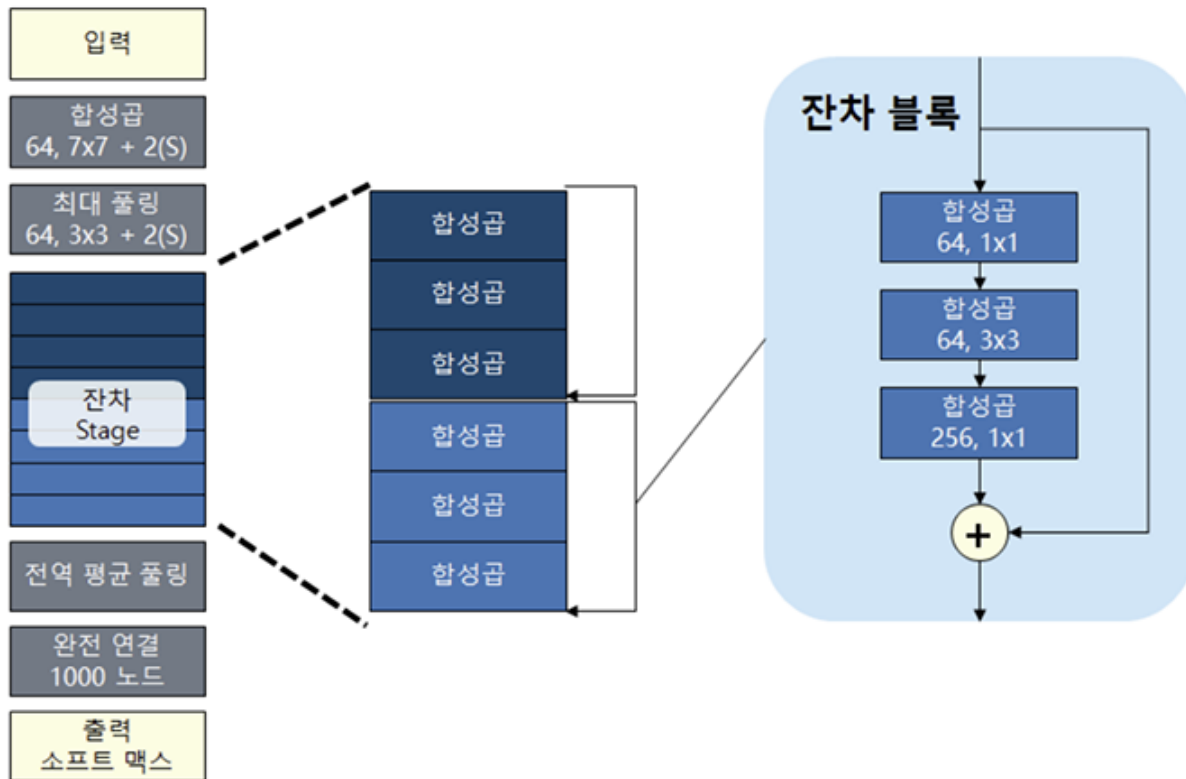 입력
합성곱
64, 7x7 + 2(S)
최대 풀링
64, 3x3 + 2(S)
잔차
Stage
전역 평균 풀링
완전 연결
1000 노드
출력
소프트 맥스
합성곱
합성곱
합성곱
합성곱
합성곱
합성곱
잔차 블록
합성곱
64, 1x1
합성곱
64, 3x3
합성곱
256, 1x1
+